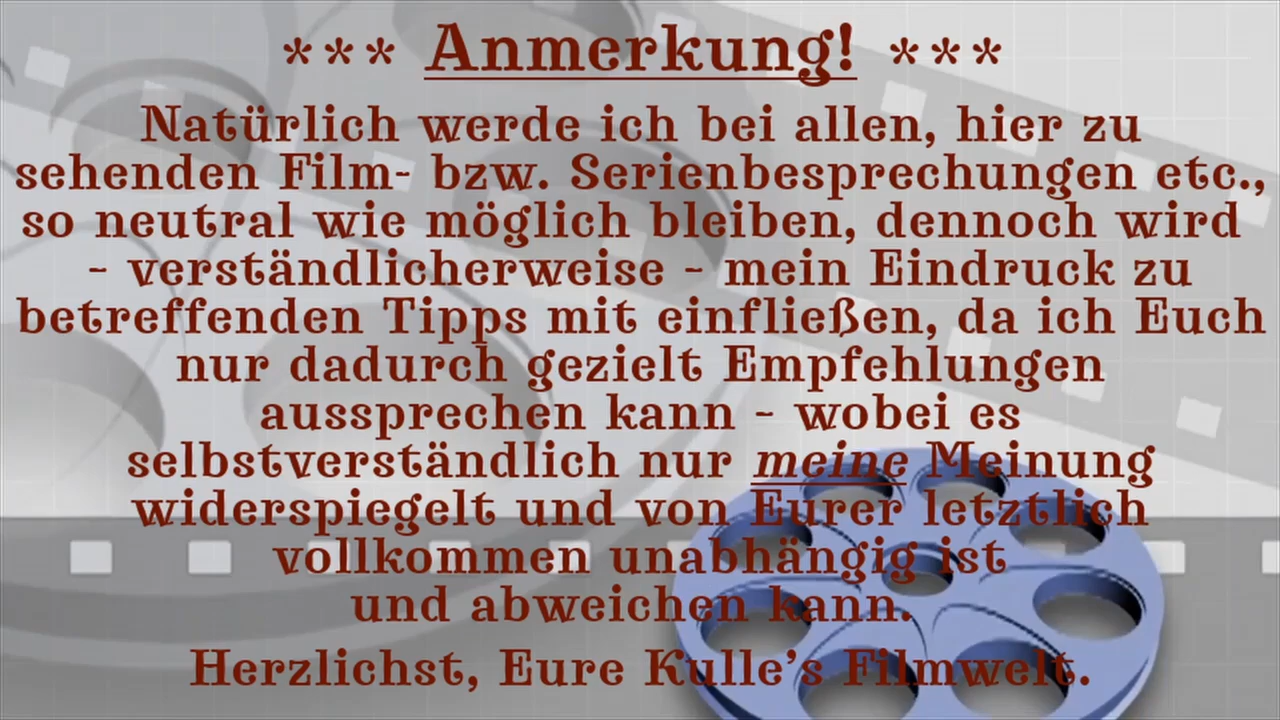 *** Anmerkung! ***
Natürlich werde ich bei allen, hier zu
sehenden Film- bzw. Serienbesprechungen etc.,
so neutral wie möglich bleiben, dennoch wird
- verständlicherweise - mein Eindruck zu
betreffenden Tipps mit einfließen, da ich Euch
nur dadurch gezielt Empfehlungen
aussprechen kann - wobei es
selbstverständlich nur meine Meinung
widerspiegelt und von Eurer letztlich
vollkommen unabhängig ist
und abweichen kann.
Herzlichst, Eure Kulle's Filmwelt.